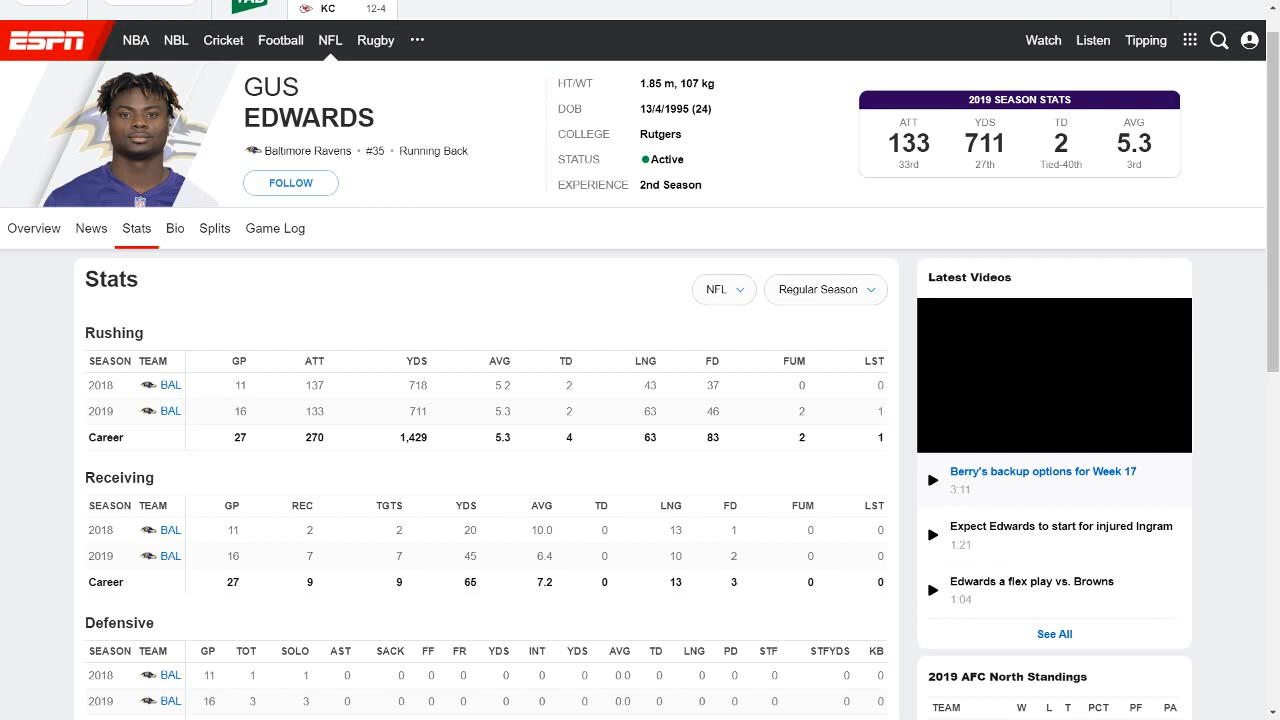 TAB
KC 12-4
ESPN NBA NBL Cricket Football NFL Rugby ••• Watch Listen Tipping
GUS
EDWARDS
Baltimore Ravens • #35 • Running Back
FOLLOW
HT/WT 1.85 m, 107 kg
DOB 13/4/1995 (24)
COLLEGE Rutgers
STATUS Active
EXPERIENCE 2nd Season
2019 SEASON STATS
ATT YDS TD AVG
133 711 2 5.3
33rd 27th Tied-40th 3rd
Overview News Stats Bio Splits Game Log
Stats
NFL Regular Season
Rushing
SEASON TEAM GP ATT YDS AVG TD LNG FD FUM LST
2018 BAL 11 137 718 5.2 2 43 37 0 0
2019 BAL 16 133 711 5.3 2 63 46 2 1
Career 27 270 1,429 5.3 4 63 83 2 1
Receiving
SEASON TEAM GP REC TGTS YDS AVG TD LNG FD FUM LST
2018 BAL 11 2 2 20 10.0 0 13 1 0 0
2019 BAL 16 7 7 45 6.4 0 10 2 0 0
Career 27 9 9 65 7.2 0 13 3 0 0
Defensive
SEASON TEAM GP TOT SOLO AST SACK FF FR YDS INT YDS AVG TD LNG PD STF STFYDS KB
2018 BAL 11 1 1 0 0 0 0 0 0 0 0.0 0 0 0 0 0 0
2019 BAL 16 3 3 0 0 0 0 0 0 0 0.0 0 0 0 0 0 0
Latest Videos
Berry's backup options for Week 17
3:11
Expect Edwards to start for injured Ingram
1:21
Edwards a flex play vs. Browns
1:04
See All
2019 AFC North Standings
TEAM W L T PCT PF PA